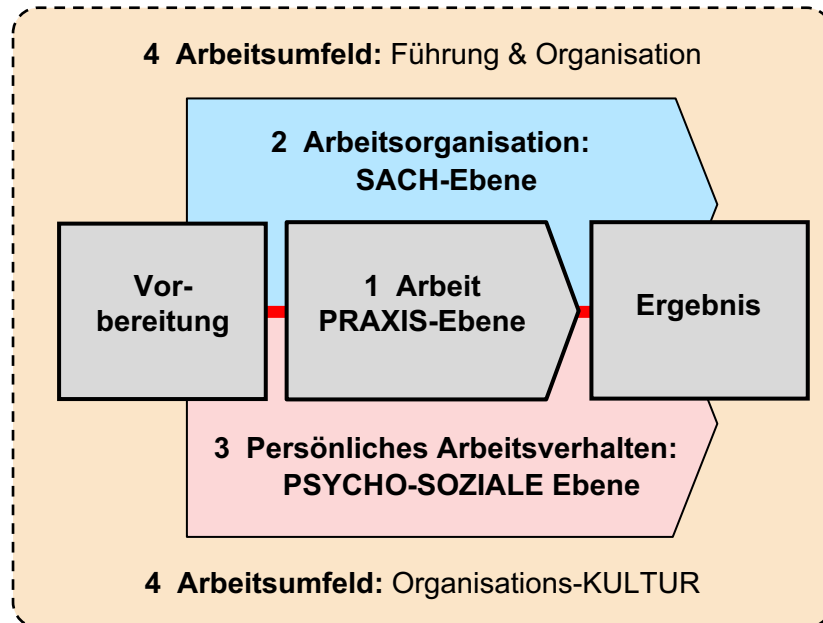 4 Arbeitsumfeld: Führung & Organisation
2 Arbeitsorganisation:
SACH-Ebene
Vor-
bereitung
1 Arbeit
PRAXIS-Ebene
Ergebnis
3 Persönliches Arbeitsverhalten:
PSYCHO-SOZIALE Ebene
4 Arbeitsumfeld: Organisations-KULTUR